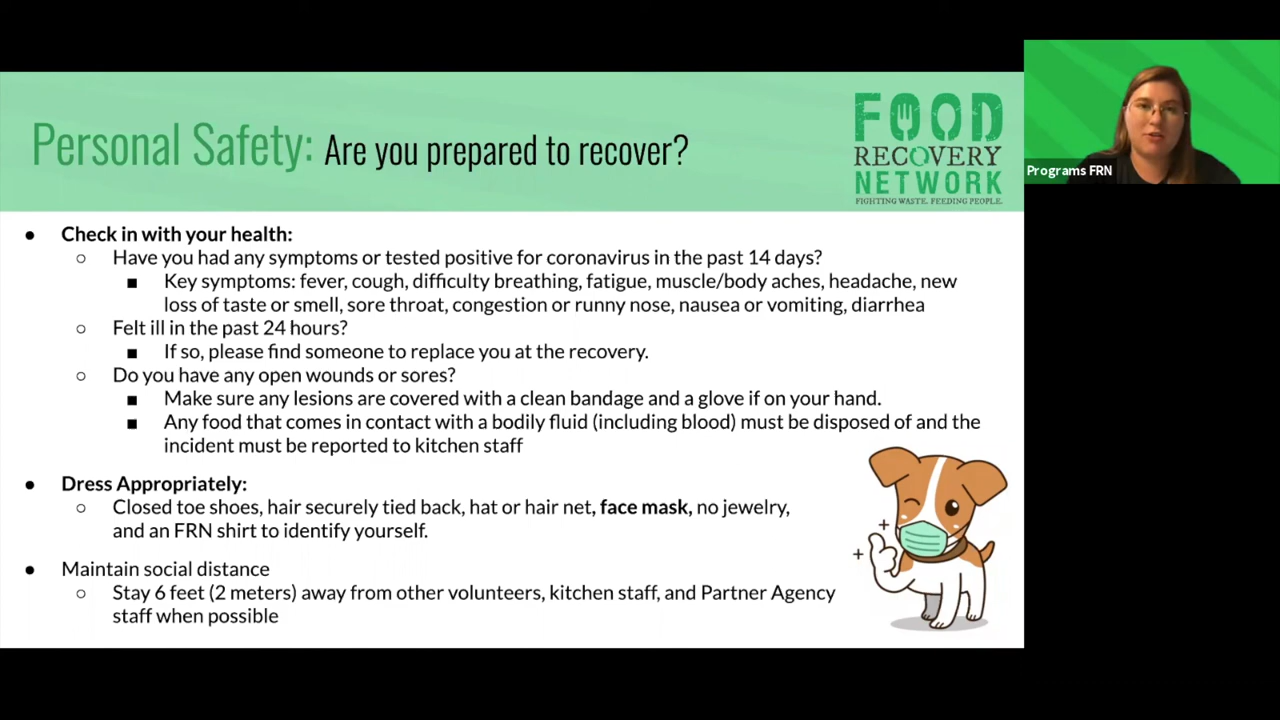 Personal Safety: Are you prepared to recover?
FOOD
RECOVERY
NETWORK
FIGHTING WASTE. FEEDING PEOPLE.
Programs FRN
● Check in with your health:
○ Have you had any symptoms or tested positive for coronavirus in the past 14 days?
■ Key symptoms: fever, cough, difficulty breathing, fatigue, muscle/body aches, headache, new
loss of taste or smell, sore throat, congestion or runny nose, nausea or vomiting, diarrhea
○ Felt ill in the past 24 hours?
■ If so, please find someone to replace you at the recovery.
○ Do you have any open wounds or sores?
■ Make sure any lesions are covered with a clean bandage and a glove if on your hand.
■ Any food that comes in contact with a bodily fluid (including blood) must be disposed of and the
incident must be reported to kitchen staff
● Dress Appropriately:
○ Closed toe shoes, hair securely tied back, hat or hair net, face mask, no jewelry,
and an FRN shirt to identify yourself.
● Maintain social distance
○ Stay 6 feet (2 meters) away from other volunteers, kitchen staff, and Partner Agency
staff when possible